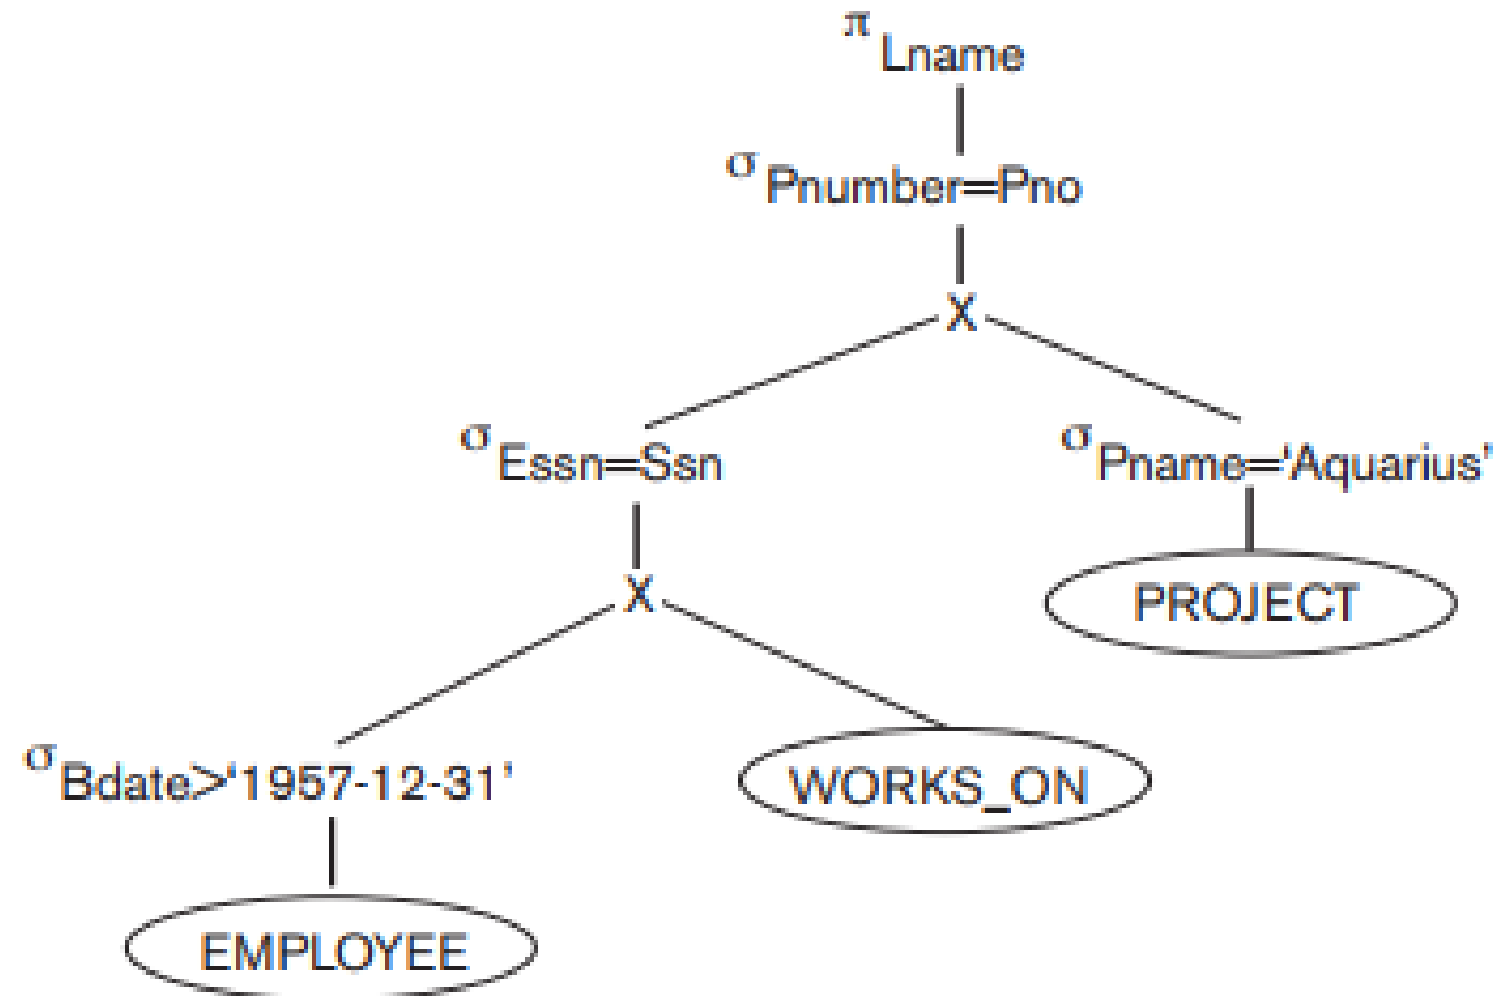 π Lname
σ Pnumber=Pno
X
σ Essn=Ssn
σ Pname=‘Aquarius’
X
PROJECT
σ Bdate>‘1957-12-31’
WORKS_ON
EMPLOYEE